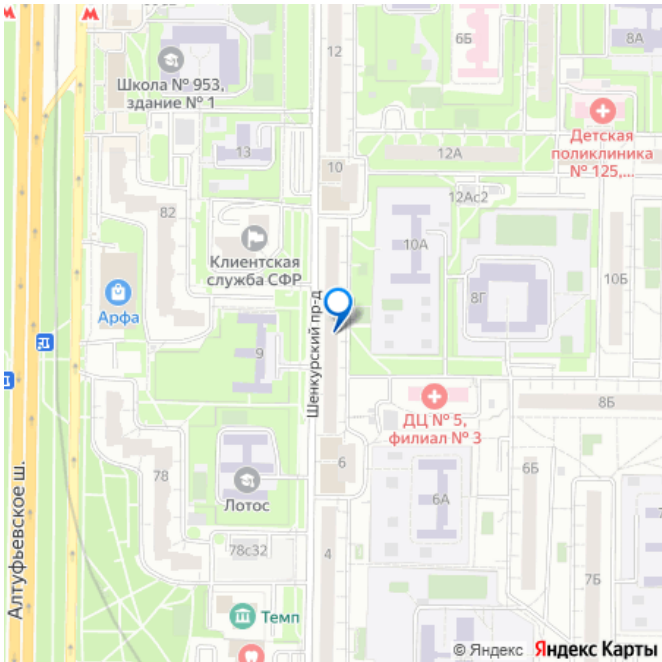 12
6Б
8А
Школа № 953,
здание № 1
Детская
поликлиника
№ 125,...
13
12А
10
12Ас2
82
10А
Клиентская
служба СФР
10Б
8Г
Арфа
Шенкурский пр-д
9
8Б
ДЦ № 5,
филиал № 3
6
6Б
78
Лотос
6А
Алтуфьевское ш.
78с32
4
7Б
Темп
© Яндекс Яндекс Карты